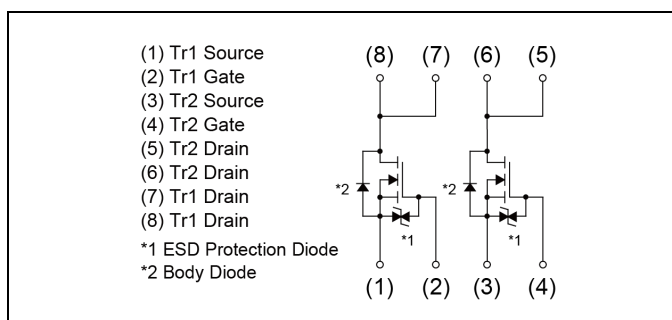 (1) Tr1 Source
(2) Tr1 Gate
(3) Tr2 Source
(4) Tr2 Gate
(5) Tr2 Drain
(6) Tr2 Drain
(7) Tr1 Drain
(8) Tr1 Drain
*1 ESD Protection Diode
*2 Body Diode
(8) (7) (6) (5)
*2 *2
*1 *1
(1) (2) (3) (4)